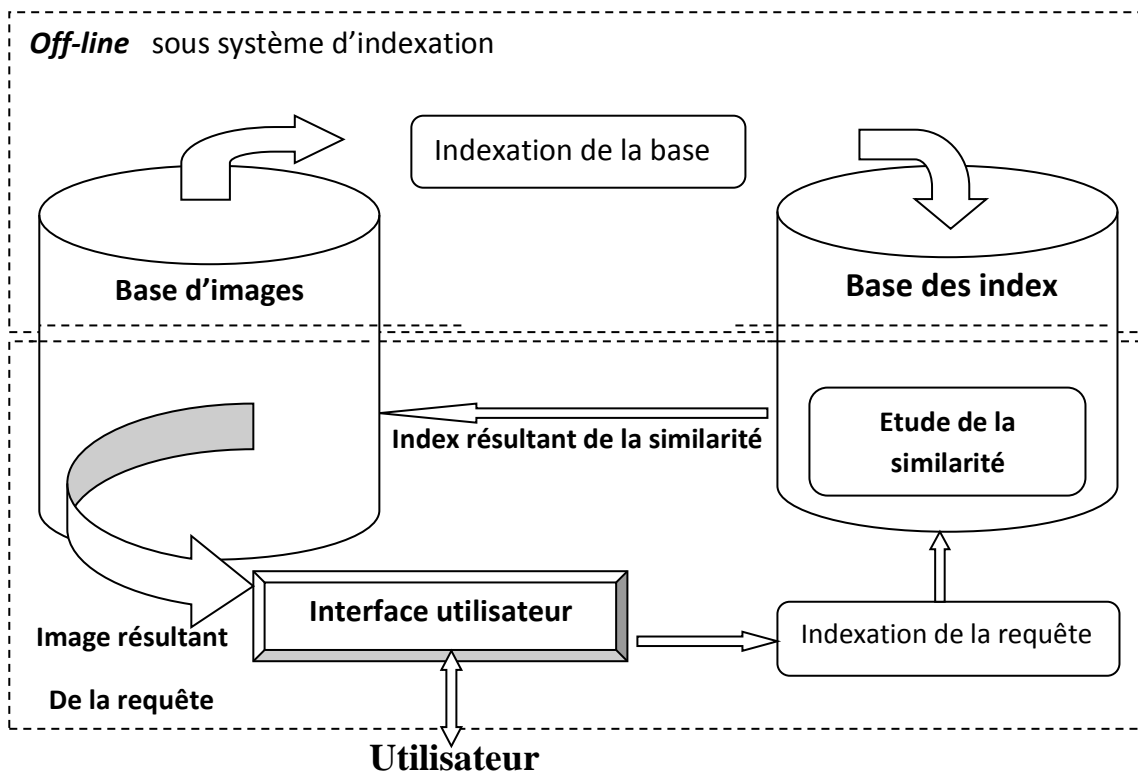 Off-line sous système d’indexation
Indexation de la base
Base d’images
Base des index
Index résultant de la similarité
Etude de la
similarité
Interface utilisateur
Indexation de la requête
Image résultant
De la requête
Utilisateur